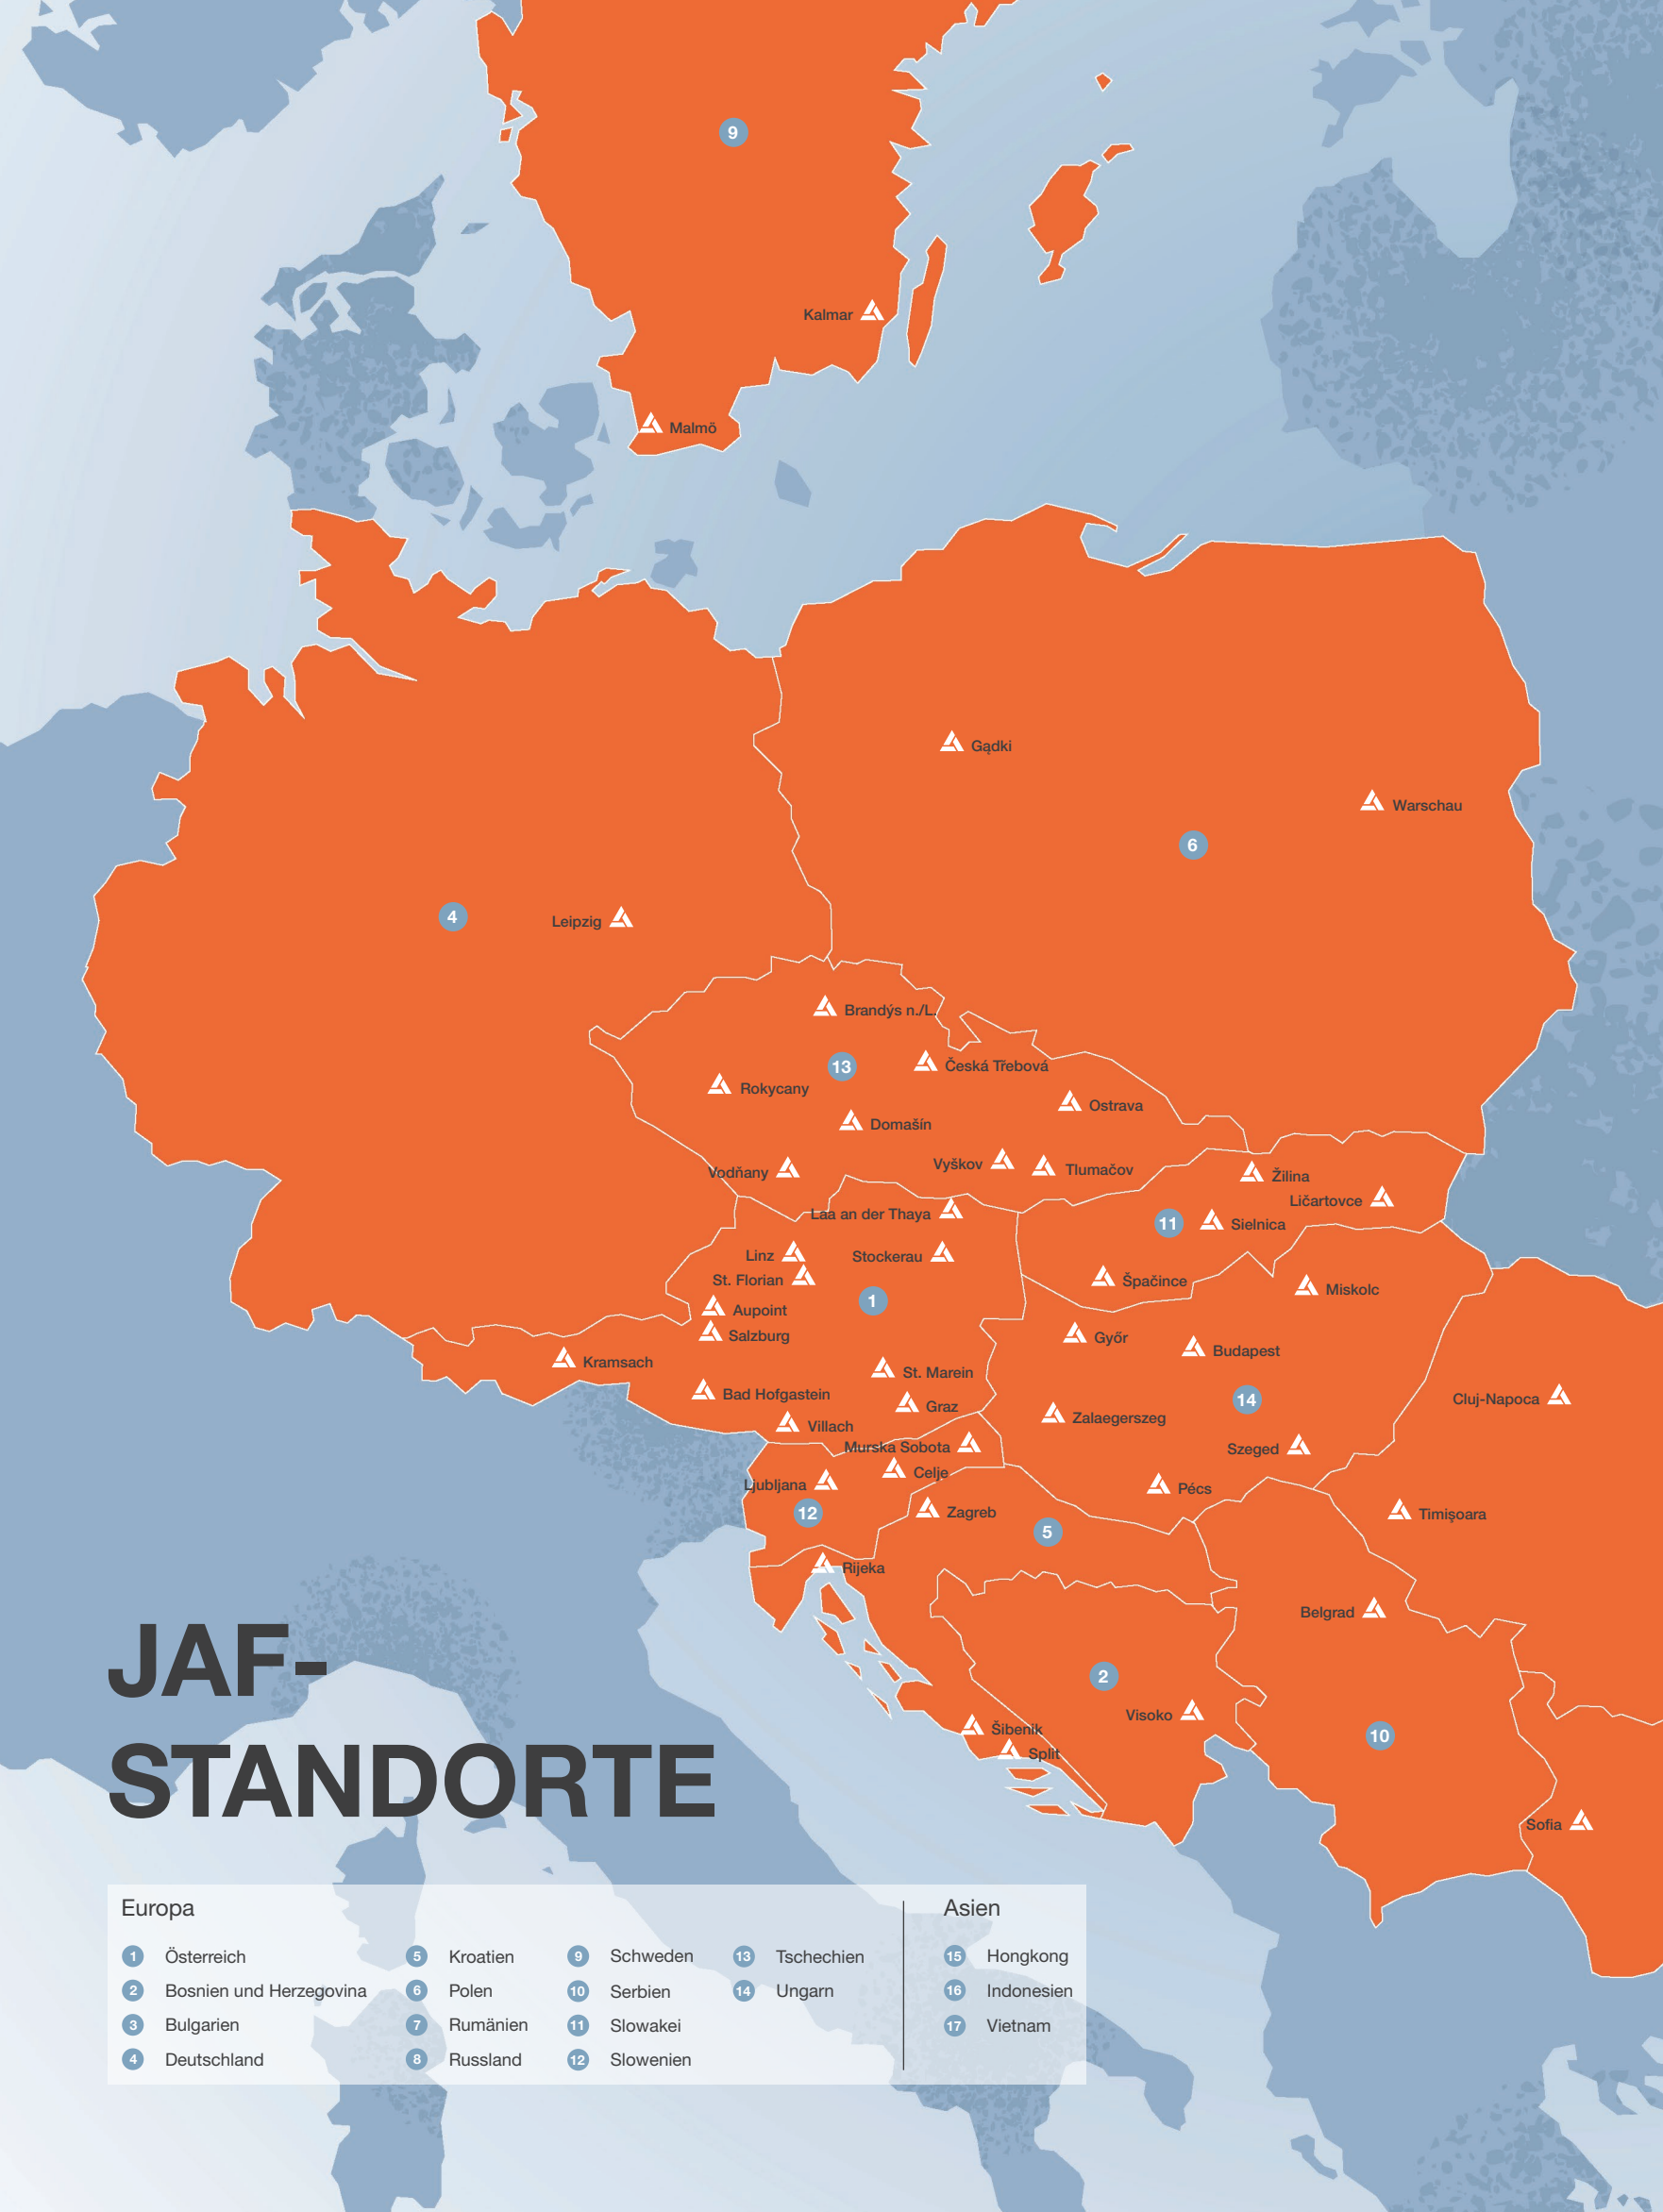 9
Kalmar
Malmö
Gądki
Warschau
6
4
Leipzig
Brandýs n./L.
13
Česká Třebová
Rokycany
Ostrava
Domašín
Vyškov
Tlumačov
Vodňany
Žilina
Ličartovce
Laa an der Thaya
11
Sielnica
Linz
Stockerau
St. Florian
Špačince
Miskolc
1
Aupoint
Salzburg
Győr
Budapest
Kramsach
St. Marein
Bad Hofgastein
14
Cluj-Napoca
Graz
Zalaegerszeg
Villach
Murska Sobota
Szeged
Celje
Ljubljana
Pécs
12
Zagreb
Timişoara
5
Rijeka
Belgrad
2
Visoko
Šibenik
10
Split
Sofia
JAF-
STANDORTE
Europa
1 Österreich
2 Bosnien und Herzegovina
3 Bulgarien
4 Deutschland
5 Kroatien
6 Polen
7 Rumänien
8 Russland
9 Schweden
10 Serbien
11 Slowakei
12 Slowenien
13 Tschechien
14 Ungarn
Asien
15 Hongkong
16 Indonesien
17 Vietnam